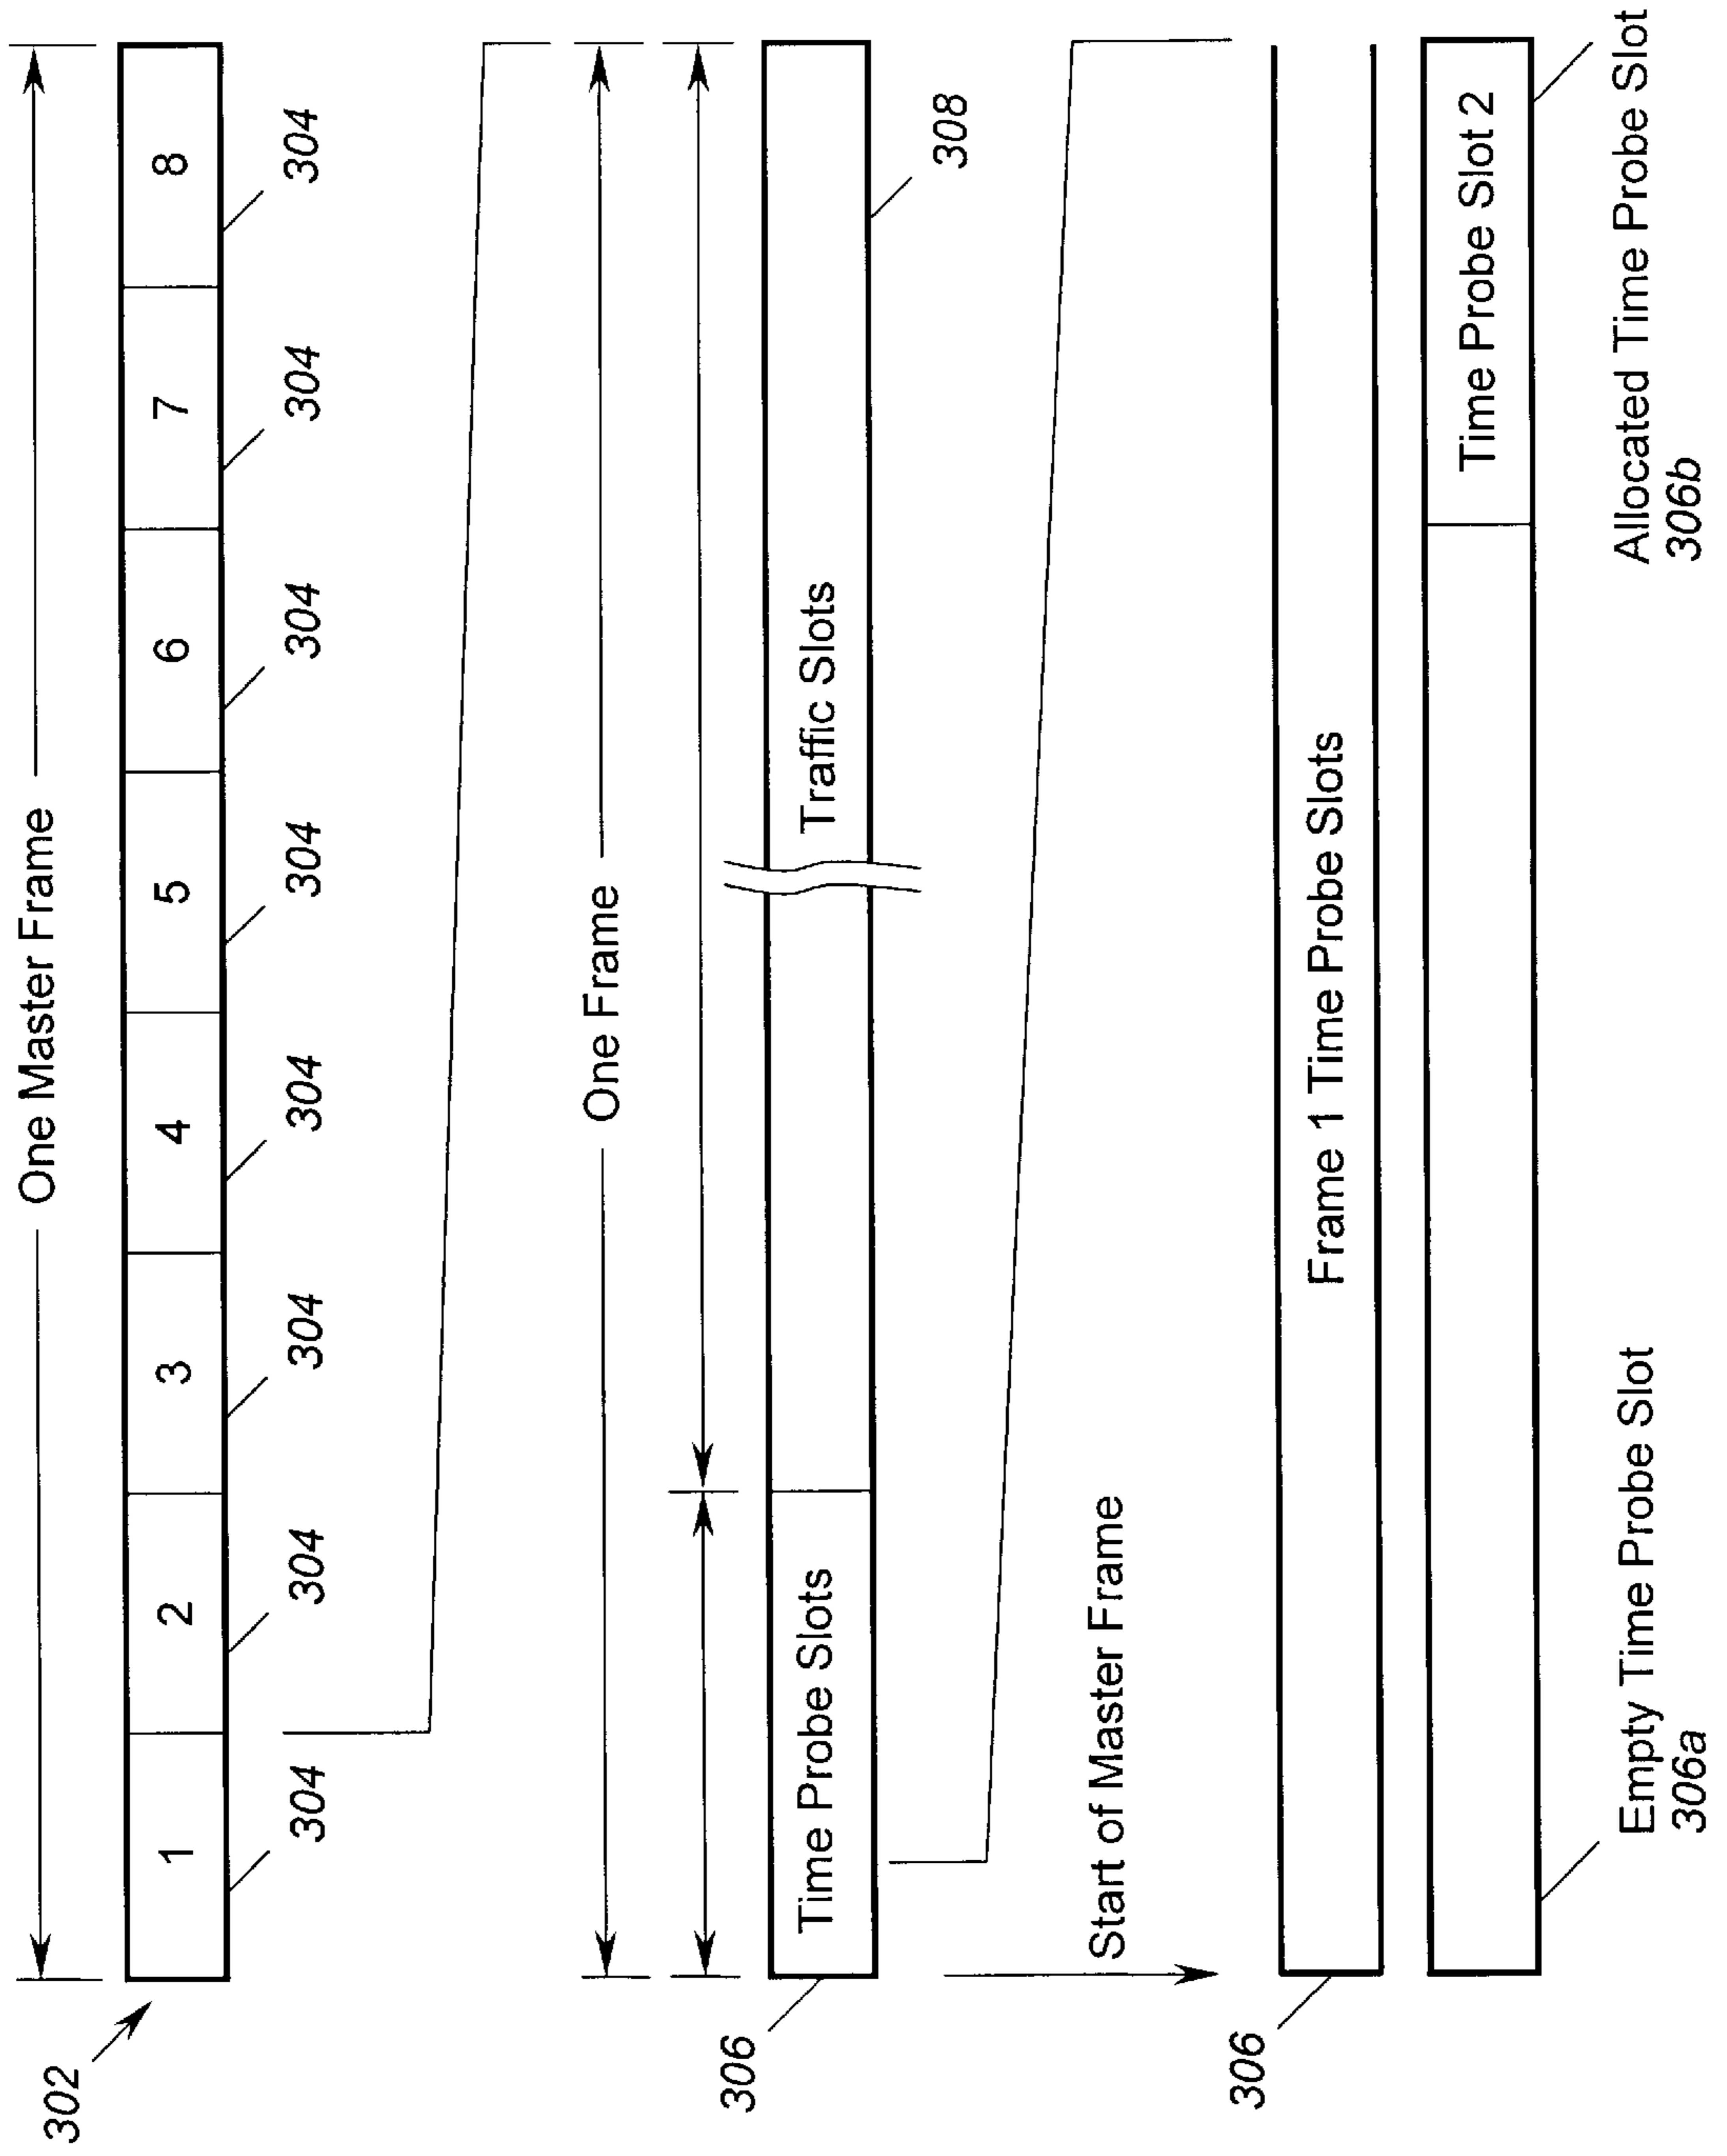 One Master Frame
302
1 2 3 4 5 6 7 8
304 304 304 304 304 304 304 304
One Frame
306
Time Probe Slots Traffic Slots
308
Start of Master Frame
306
Frame 1 Time Probe Slots
Time Probe Slot 2
Empty Time Probe Slot
306a
Allocated Time Probe Slot
306b